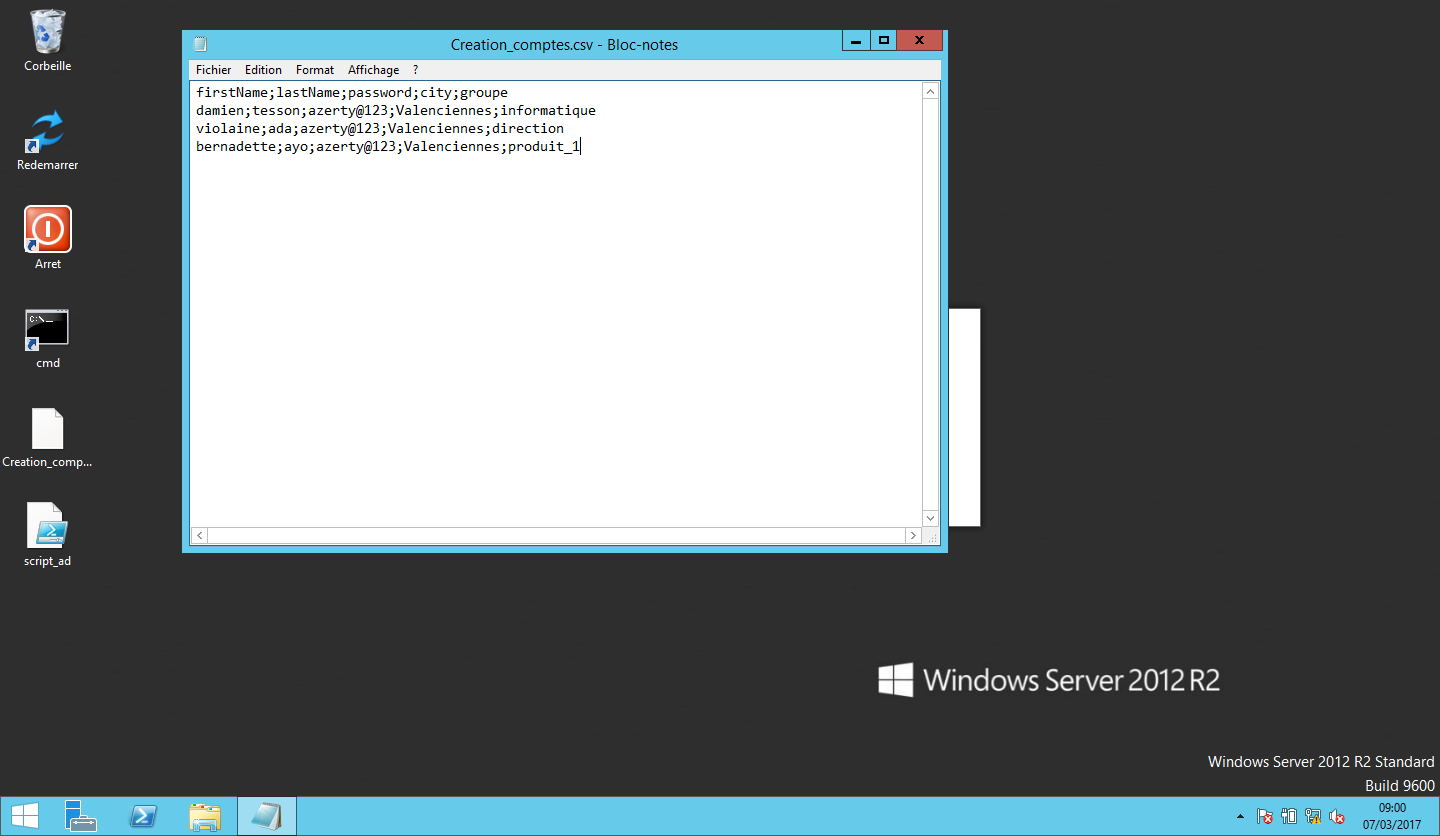 Corbeille
Redemarrer
Arret
C:\_
cmd
Creation_comp...
script_ad
Creation_comptes.csv - Bloc-notes
Fichier Edition Format Affichage ?
firstName;lastName;password;city;groupe
damien;tesson;azerty@123;Valenciennes;informatique
violaine;ada;azerty@123;Valenciennes;direction
bernadette;ayo;azerty@123;Valenciennes;produit_1
Windows Server 2012 R2
Windows Server 2012 R2 Standard
Build 9600
09:00
07/03/2017